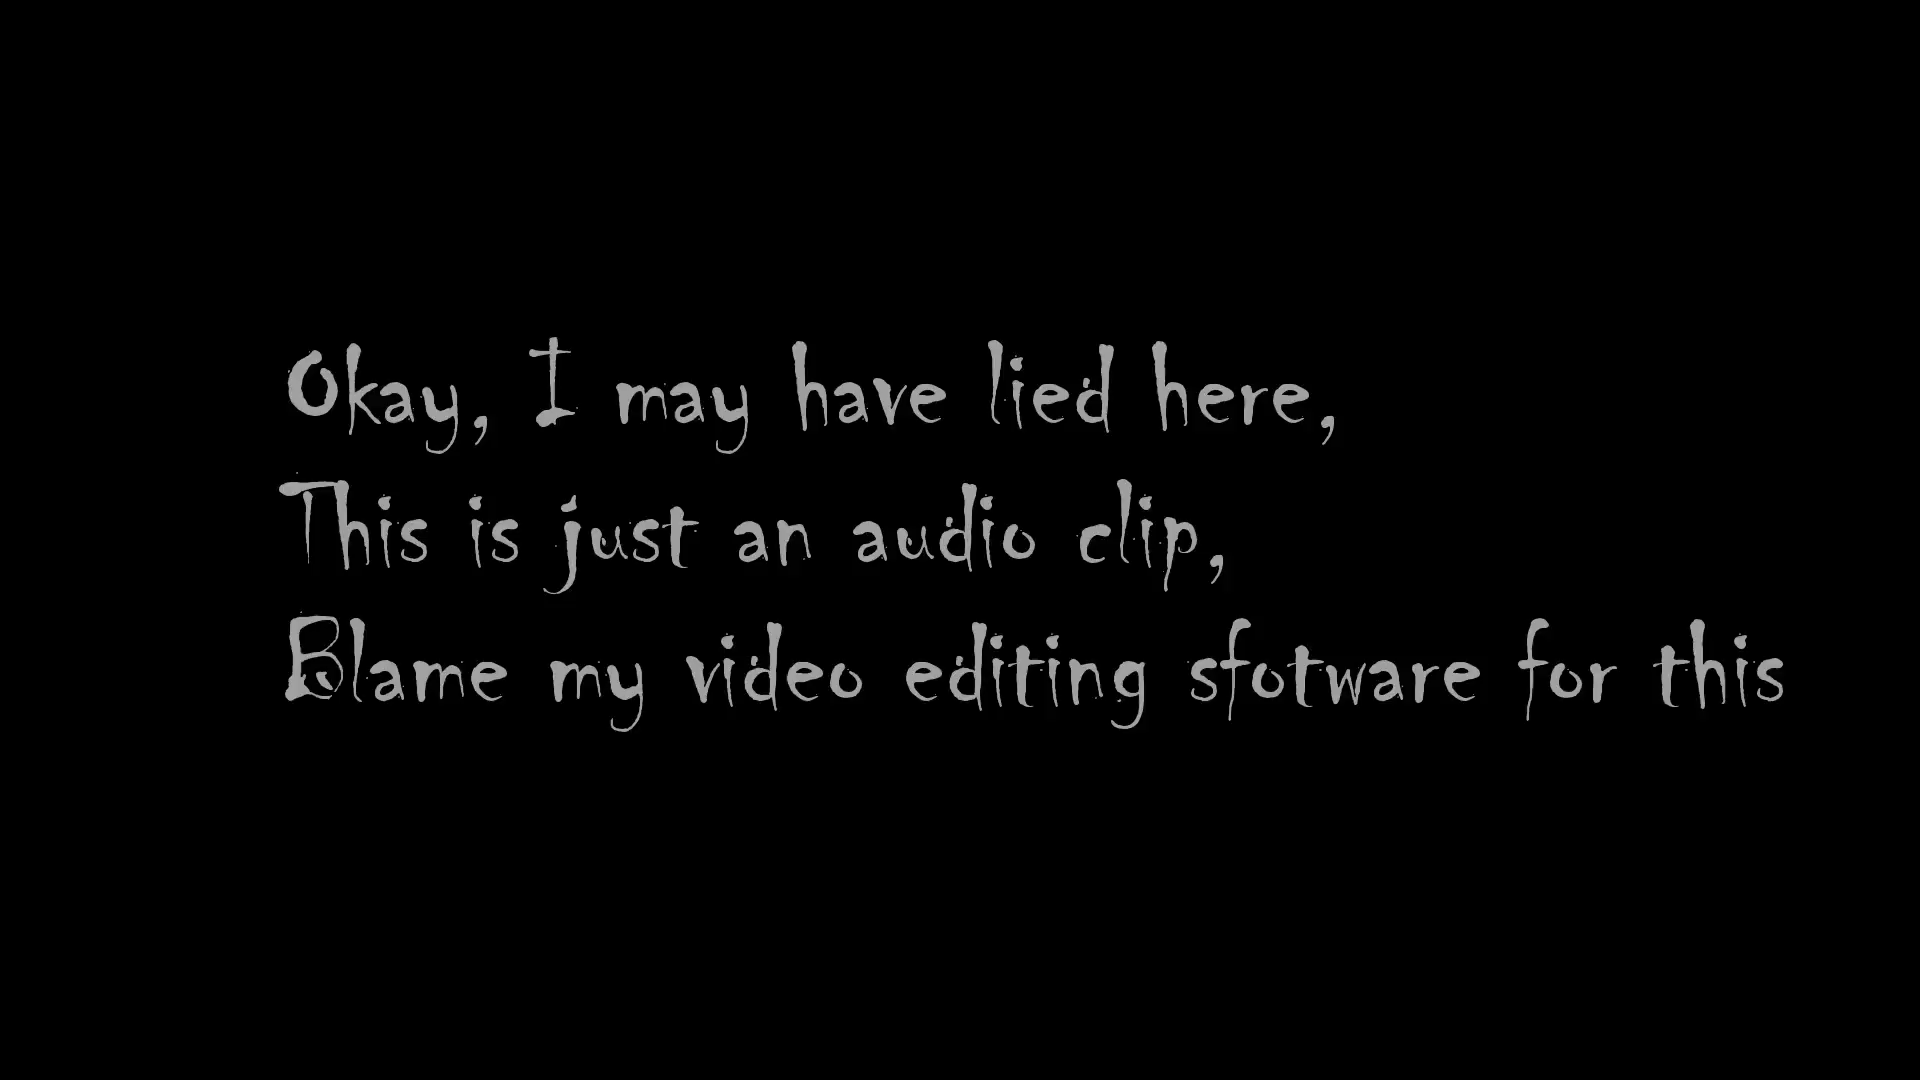 Okay, I may have lied here,
This is just an audio clip,
Blame my video editing sfotware for this